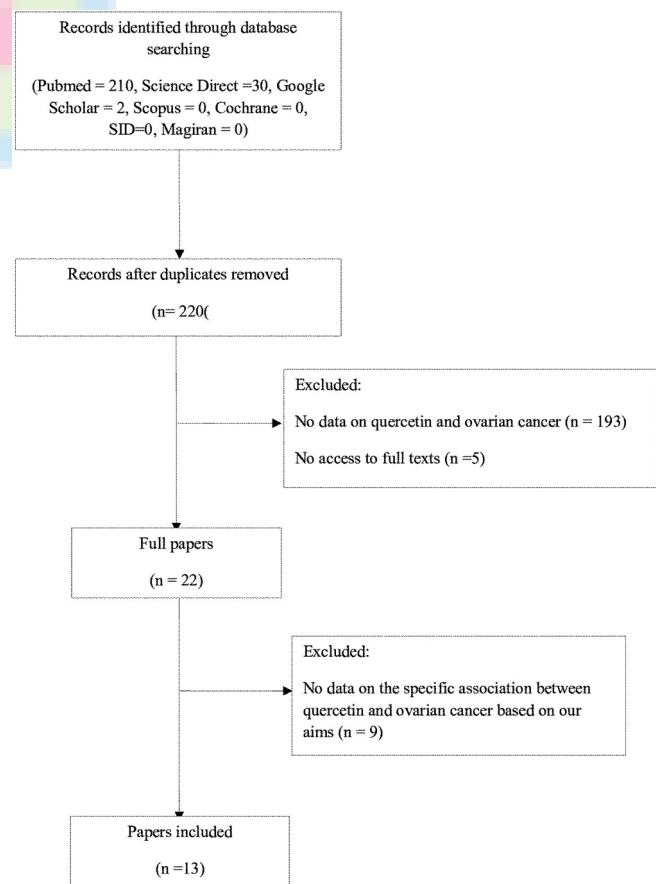 Records identified through database
searching
(Pubmed = 210, Science Direct =30, Google
Scholar = 2, Scopus = 0, Cochrane = 0,
SID=0, Magiran = 0)
Records after duplicates removed
(n= 220(
Excluded:
No data on quercetin and ovarian cancer (n = 193)
No access to full texts (n =5)
Full papers
(n = 22)
Excluded:
No data on the specific association between
quercetin and ovarian cancer based on our
aims (n = 9)
Papers included
(n =13)